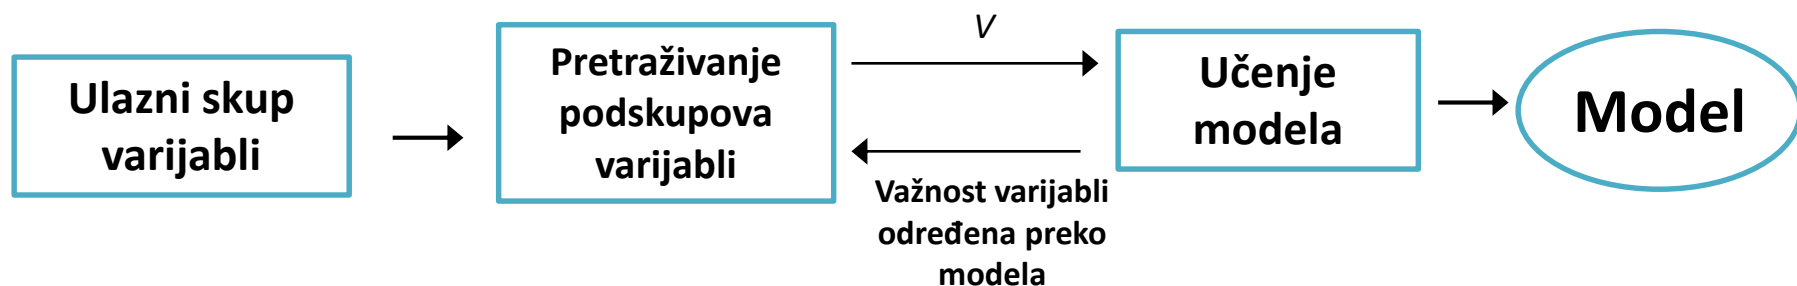 Ulazni skup
varijabli
Pretraživanje
podskupova
varijabli
V
Važnost varijabli
određena preko
modela
Učenje
modela
Model